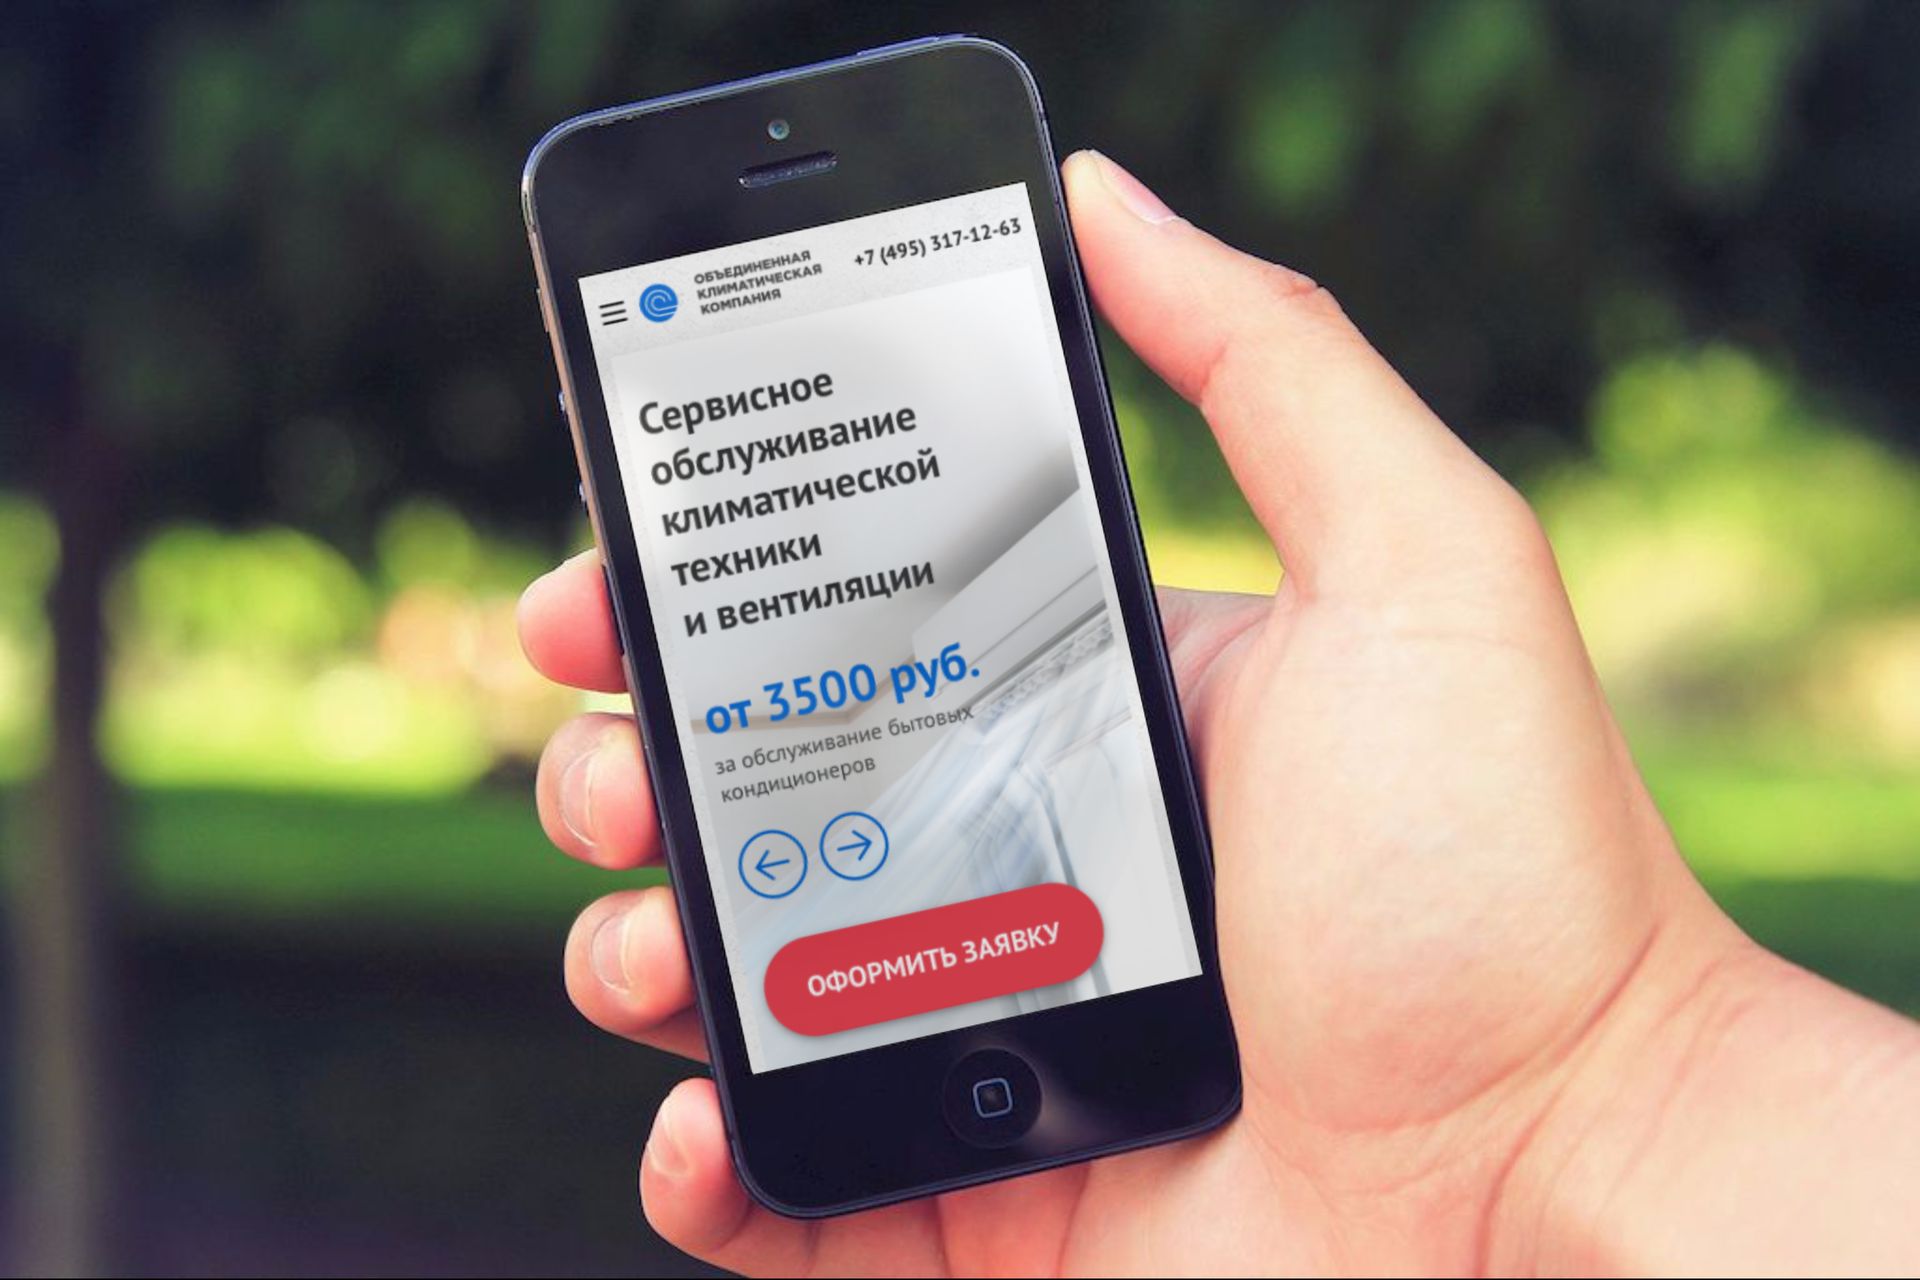 ОБЪЕДИНЕННАЯ
КЛИМАТИЧЕСКАЯ
КОМПАНИЯ
+7 (495) 317-12-63
Сервисное
обслуживание
климатической
техники
и вентиляции
от 3500 руб.
за обслуживание бытовых
кондиционеров
ОФОРМИТЬ ЗАЯВКУ